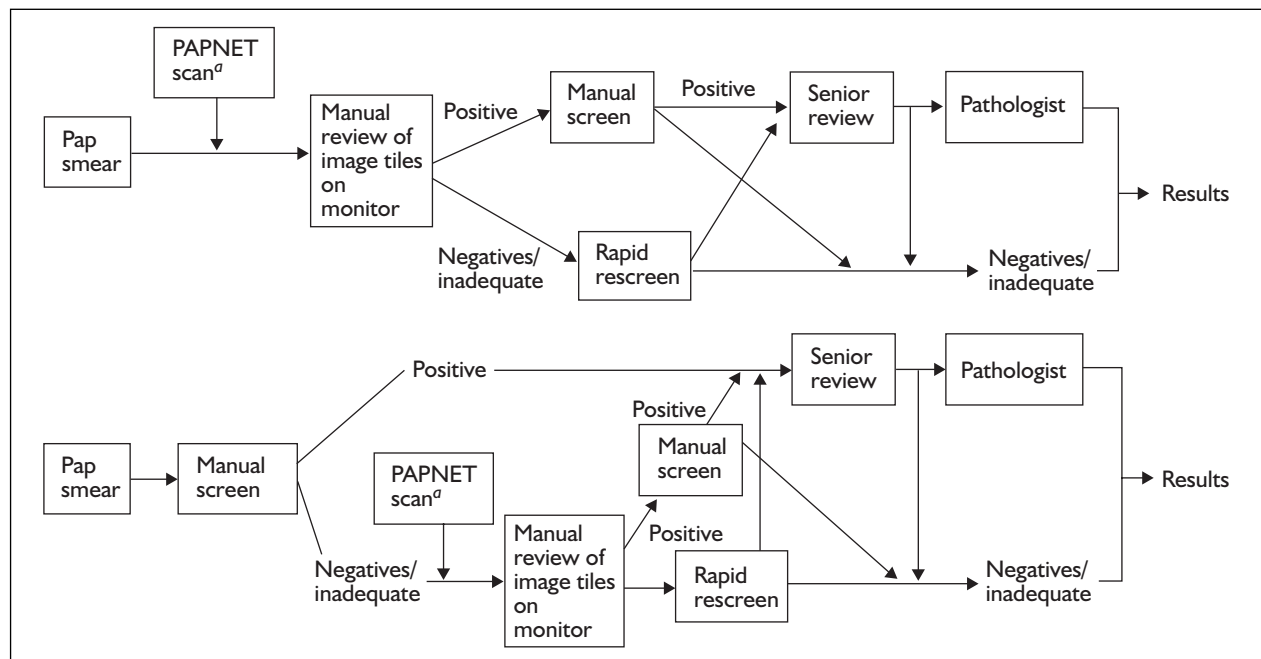 PAPNET
scanᵃ
Pap
smear
Manual
review of
image tiles
on
monitor
Positive
Negatives/
inadequate
Manual
screen
Rapid
rescreen
Positive
Senior
review
Pathologist
Negatives/
inadequate
Results
Pap
smear
Manual
screen
Positive
Negatives/
inadequate
PAPNET
scanᵃ
Manual
review of
image tiles
on
monitor
Positive
Manual
screen
Positive
Rapid
rescreen
Senior
review
Pathologist
Negatives/
inadequate
Results